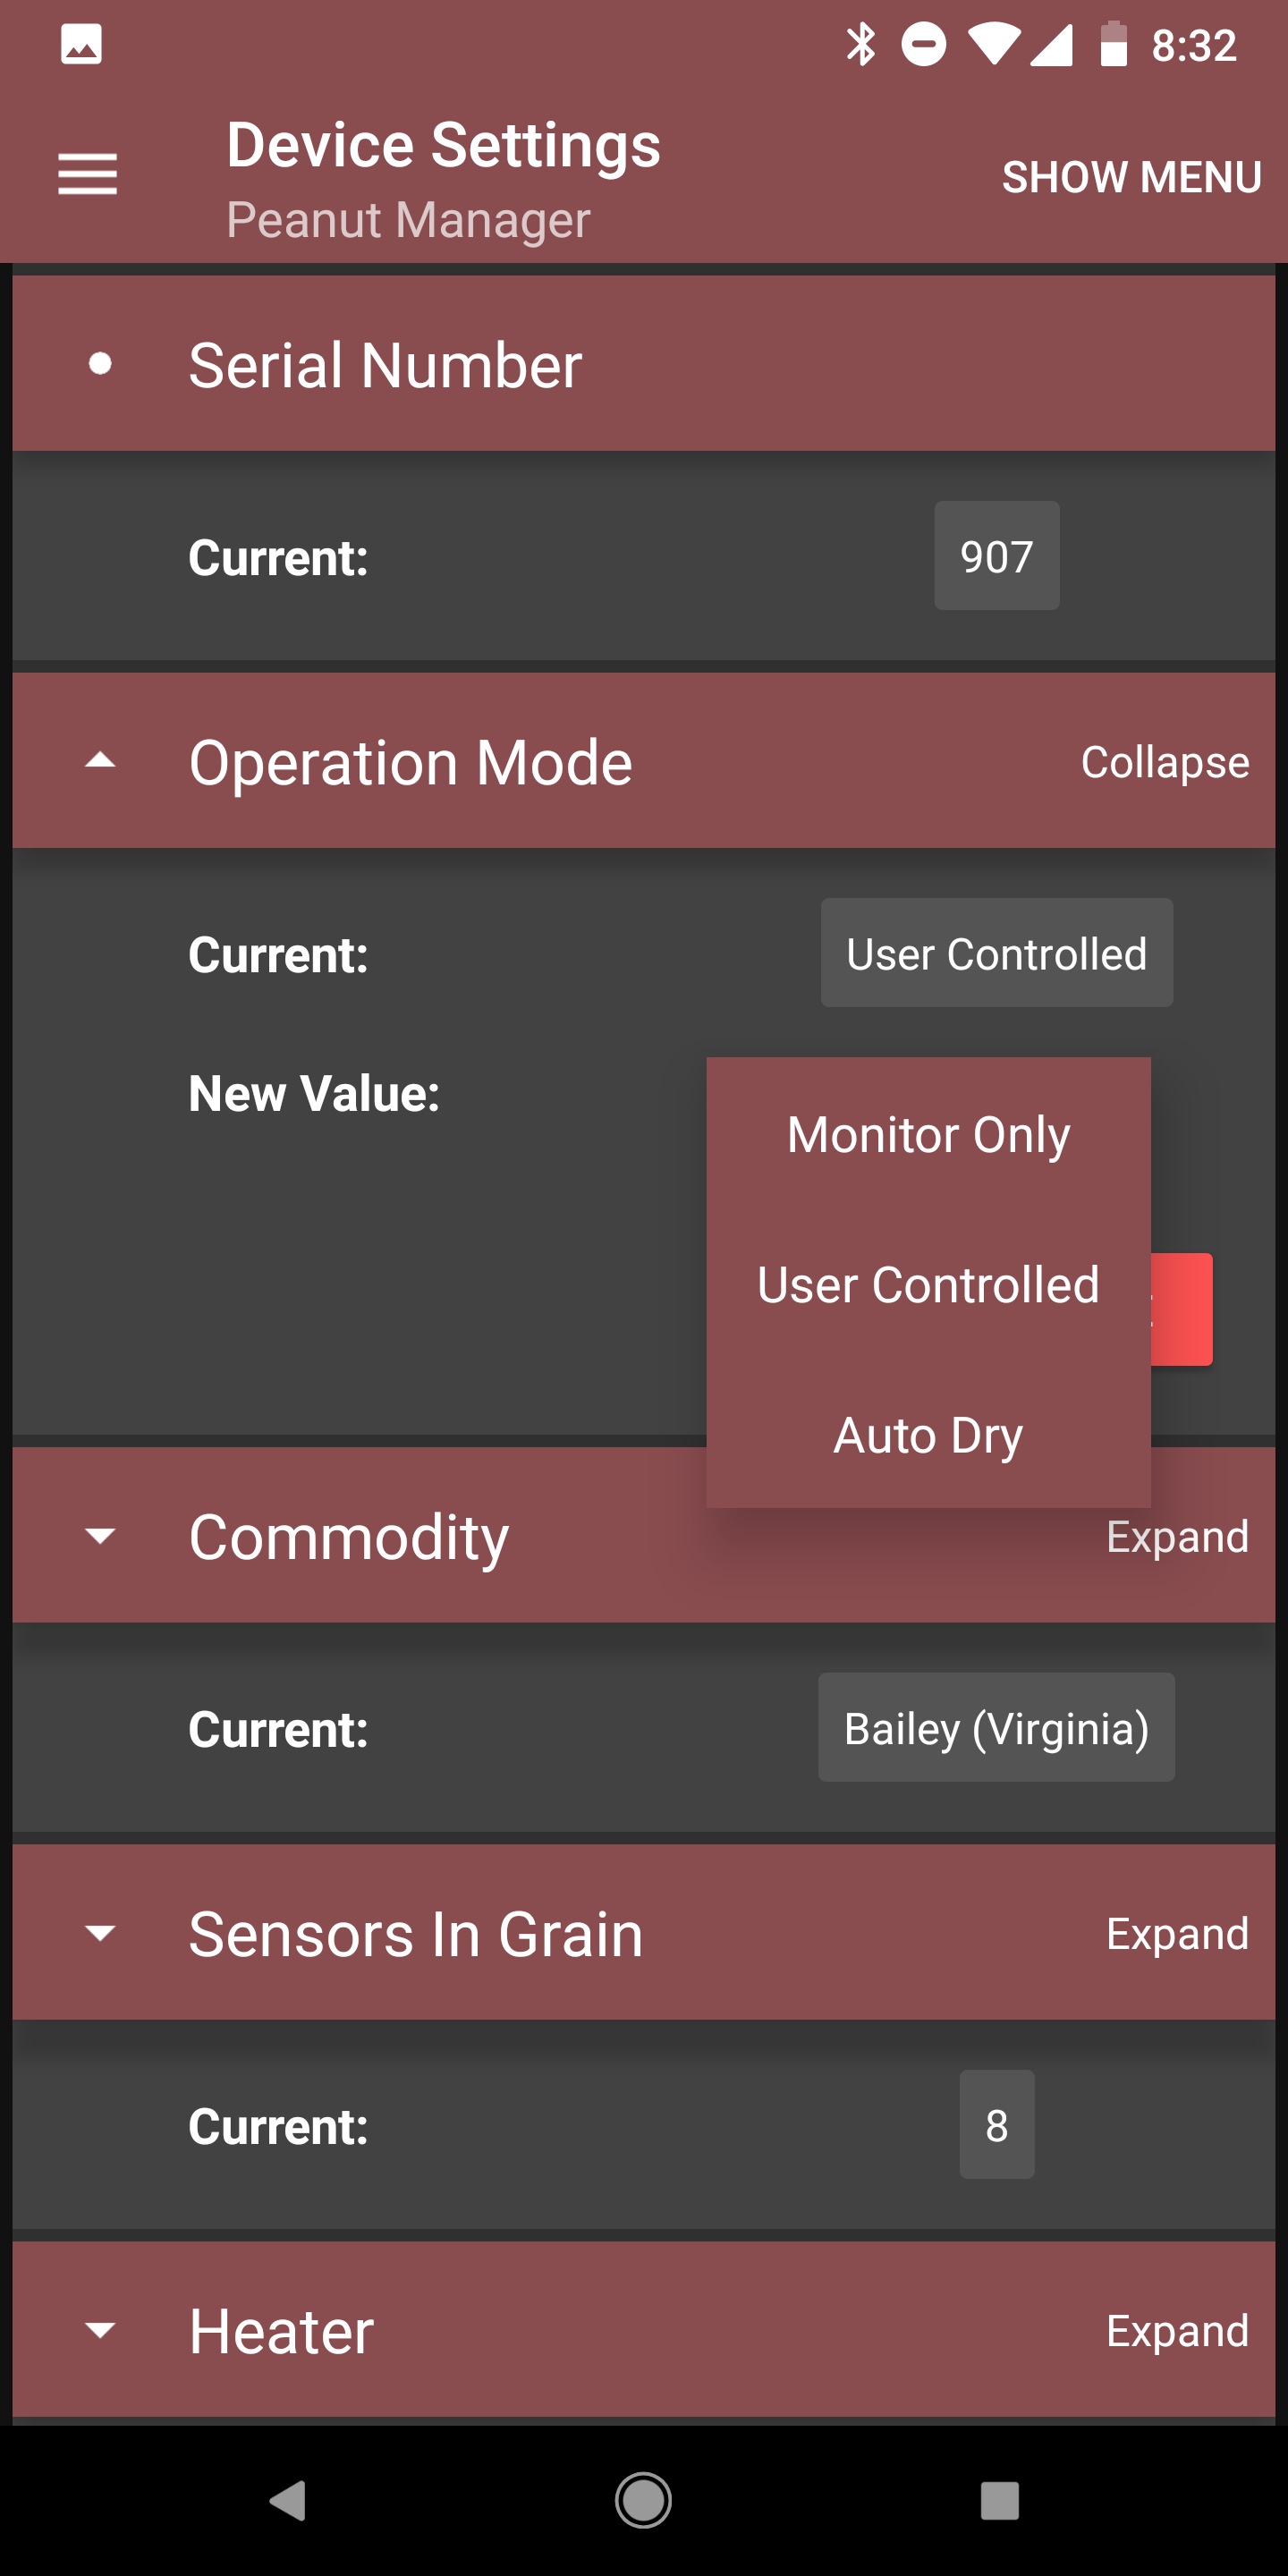 8:32
Device Settings
Peanut Manager
SHOW MENU
Serial Number
Current:
907
Operation Mode
Collapse
Current:
User Controlled
New Value:
Monitor Only
User Controlled
Auto Dry
Commodity
Expand
Current:
Bailey (Virginia)
Sensors In Grain
Expand
Current:
8
Heater
Expand